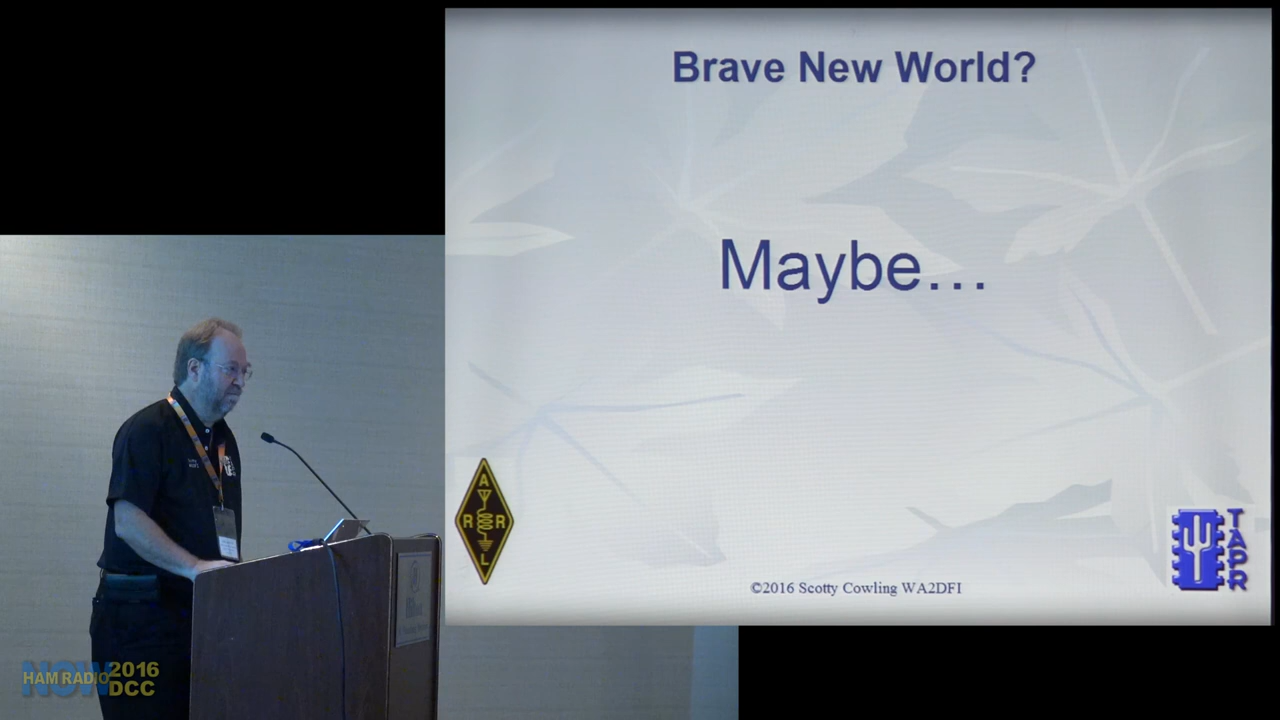 Brave New World?
Maybe…
A
R R
L
TAPR
©2016 Scotty Cowling WA2DFI
HAM RADIO NOW 2016 DCC